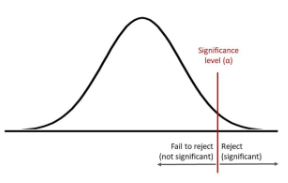 Significance
level (α)
Fail to reject
(not significant)
Reject
(significant)